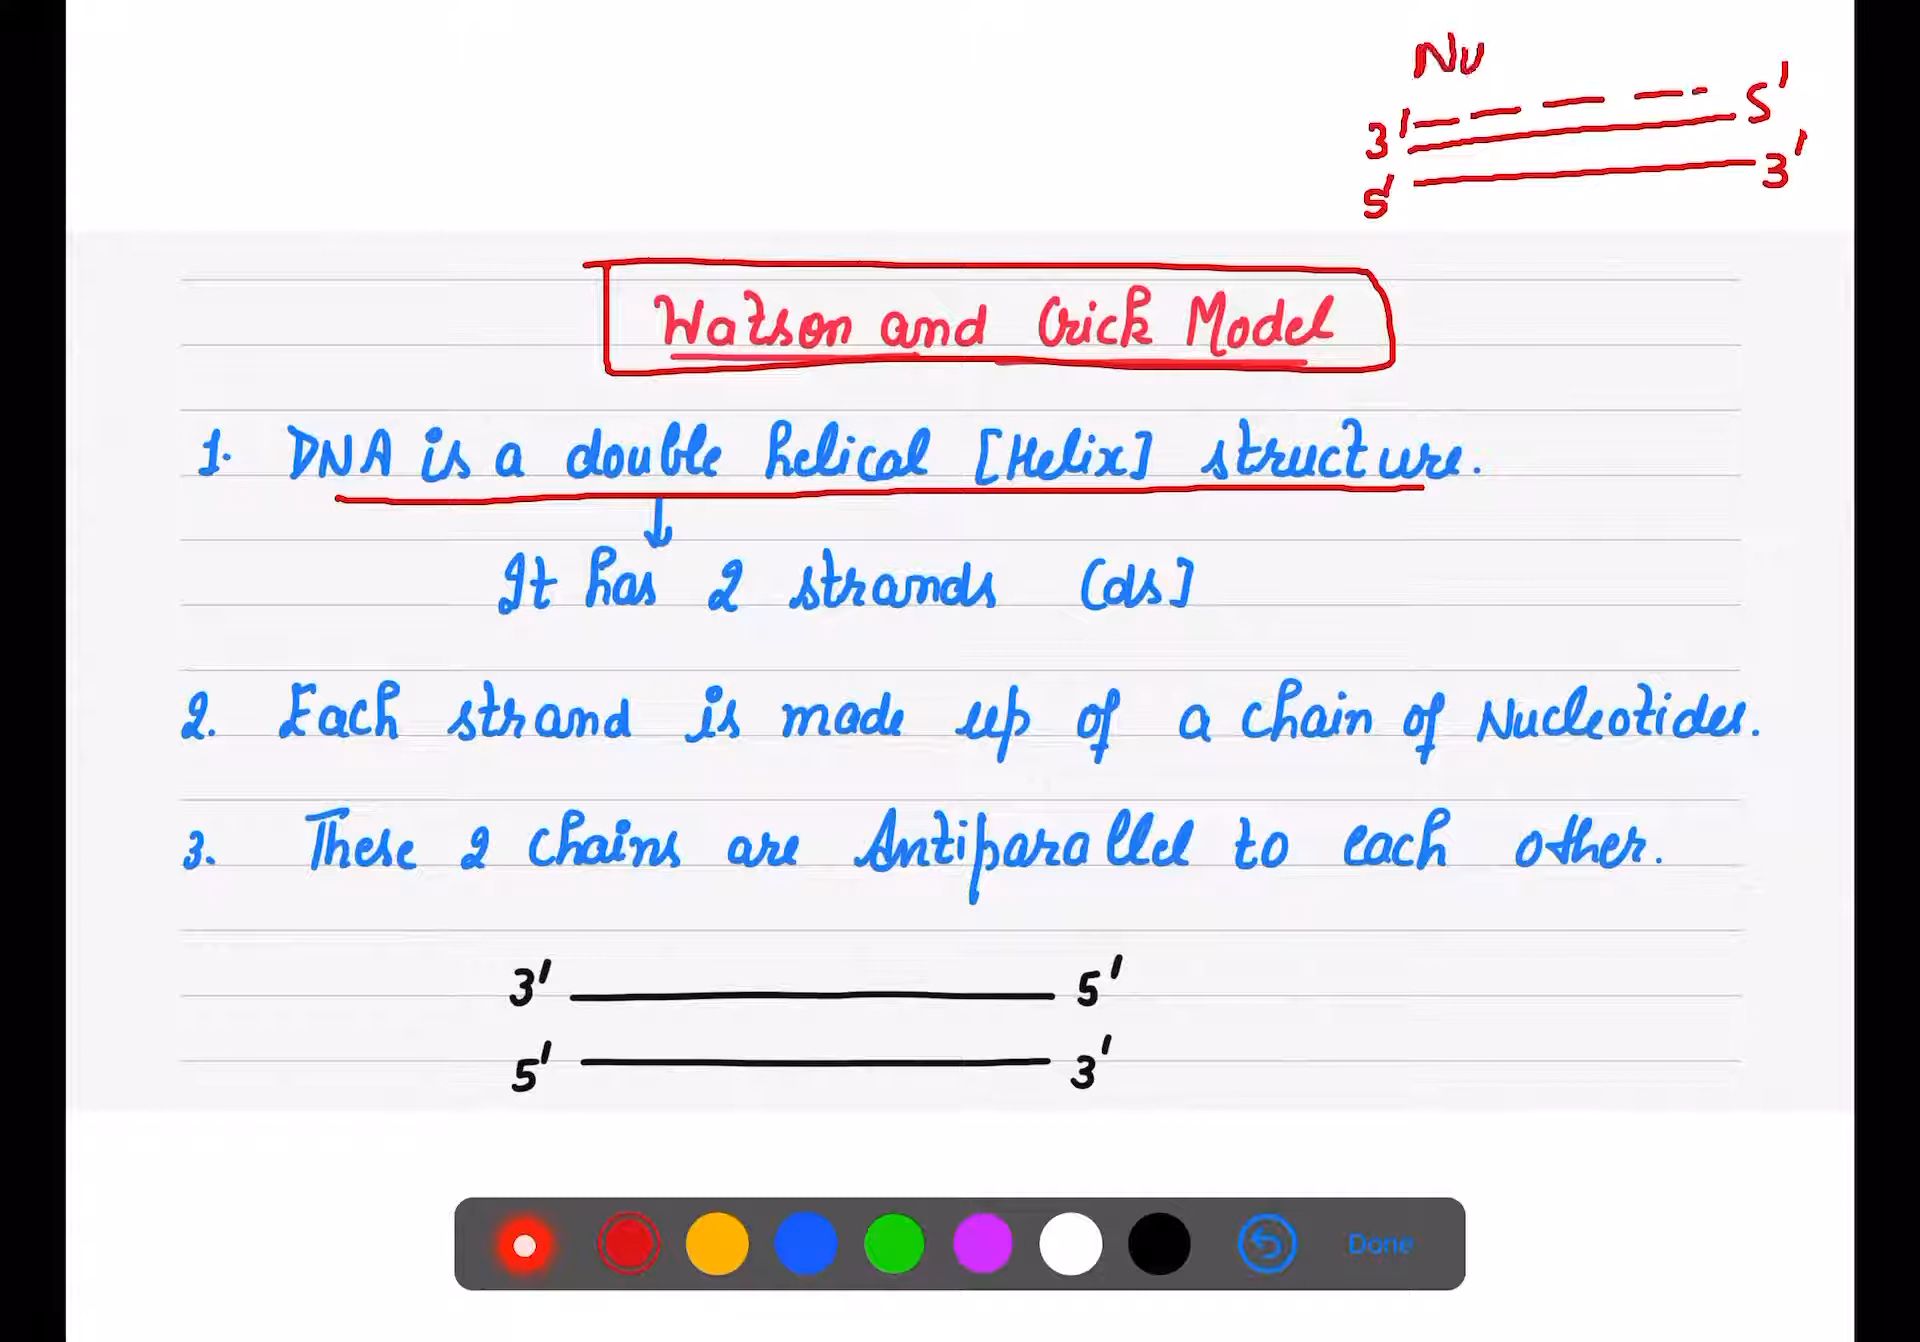 Nu
3' 5'
5' 3'
Watson and Crick Model
1. DNA is a double helical [Helix] structure.
It has 2 strands (ds]
2. Each strand is made up of a chain of Nucleotides.
3. These 2 chains are Antiparallel to each other.
3' 5'
5' 3'
Done